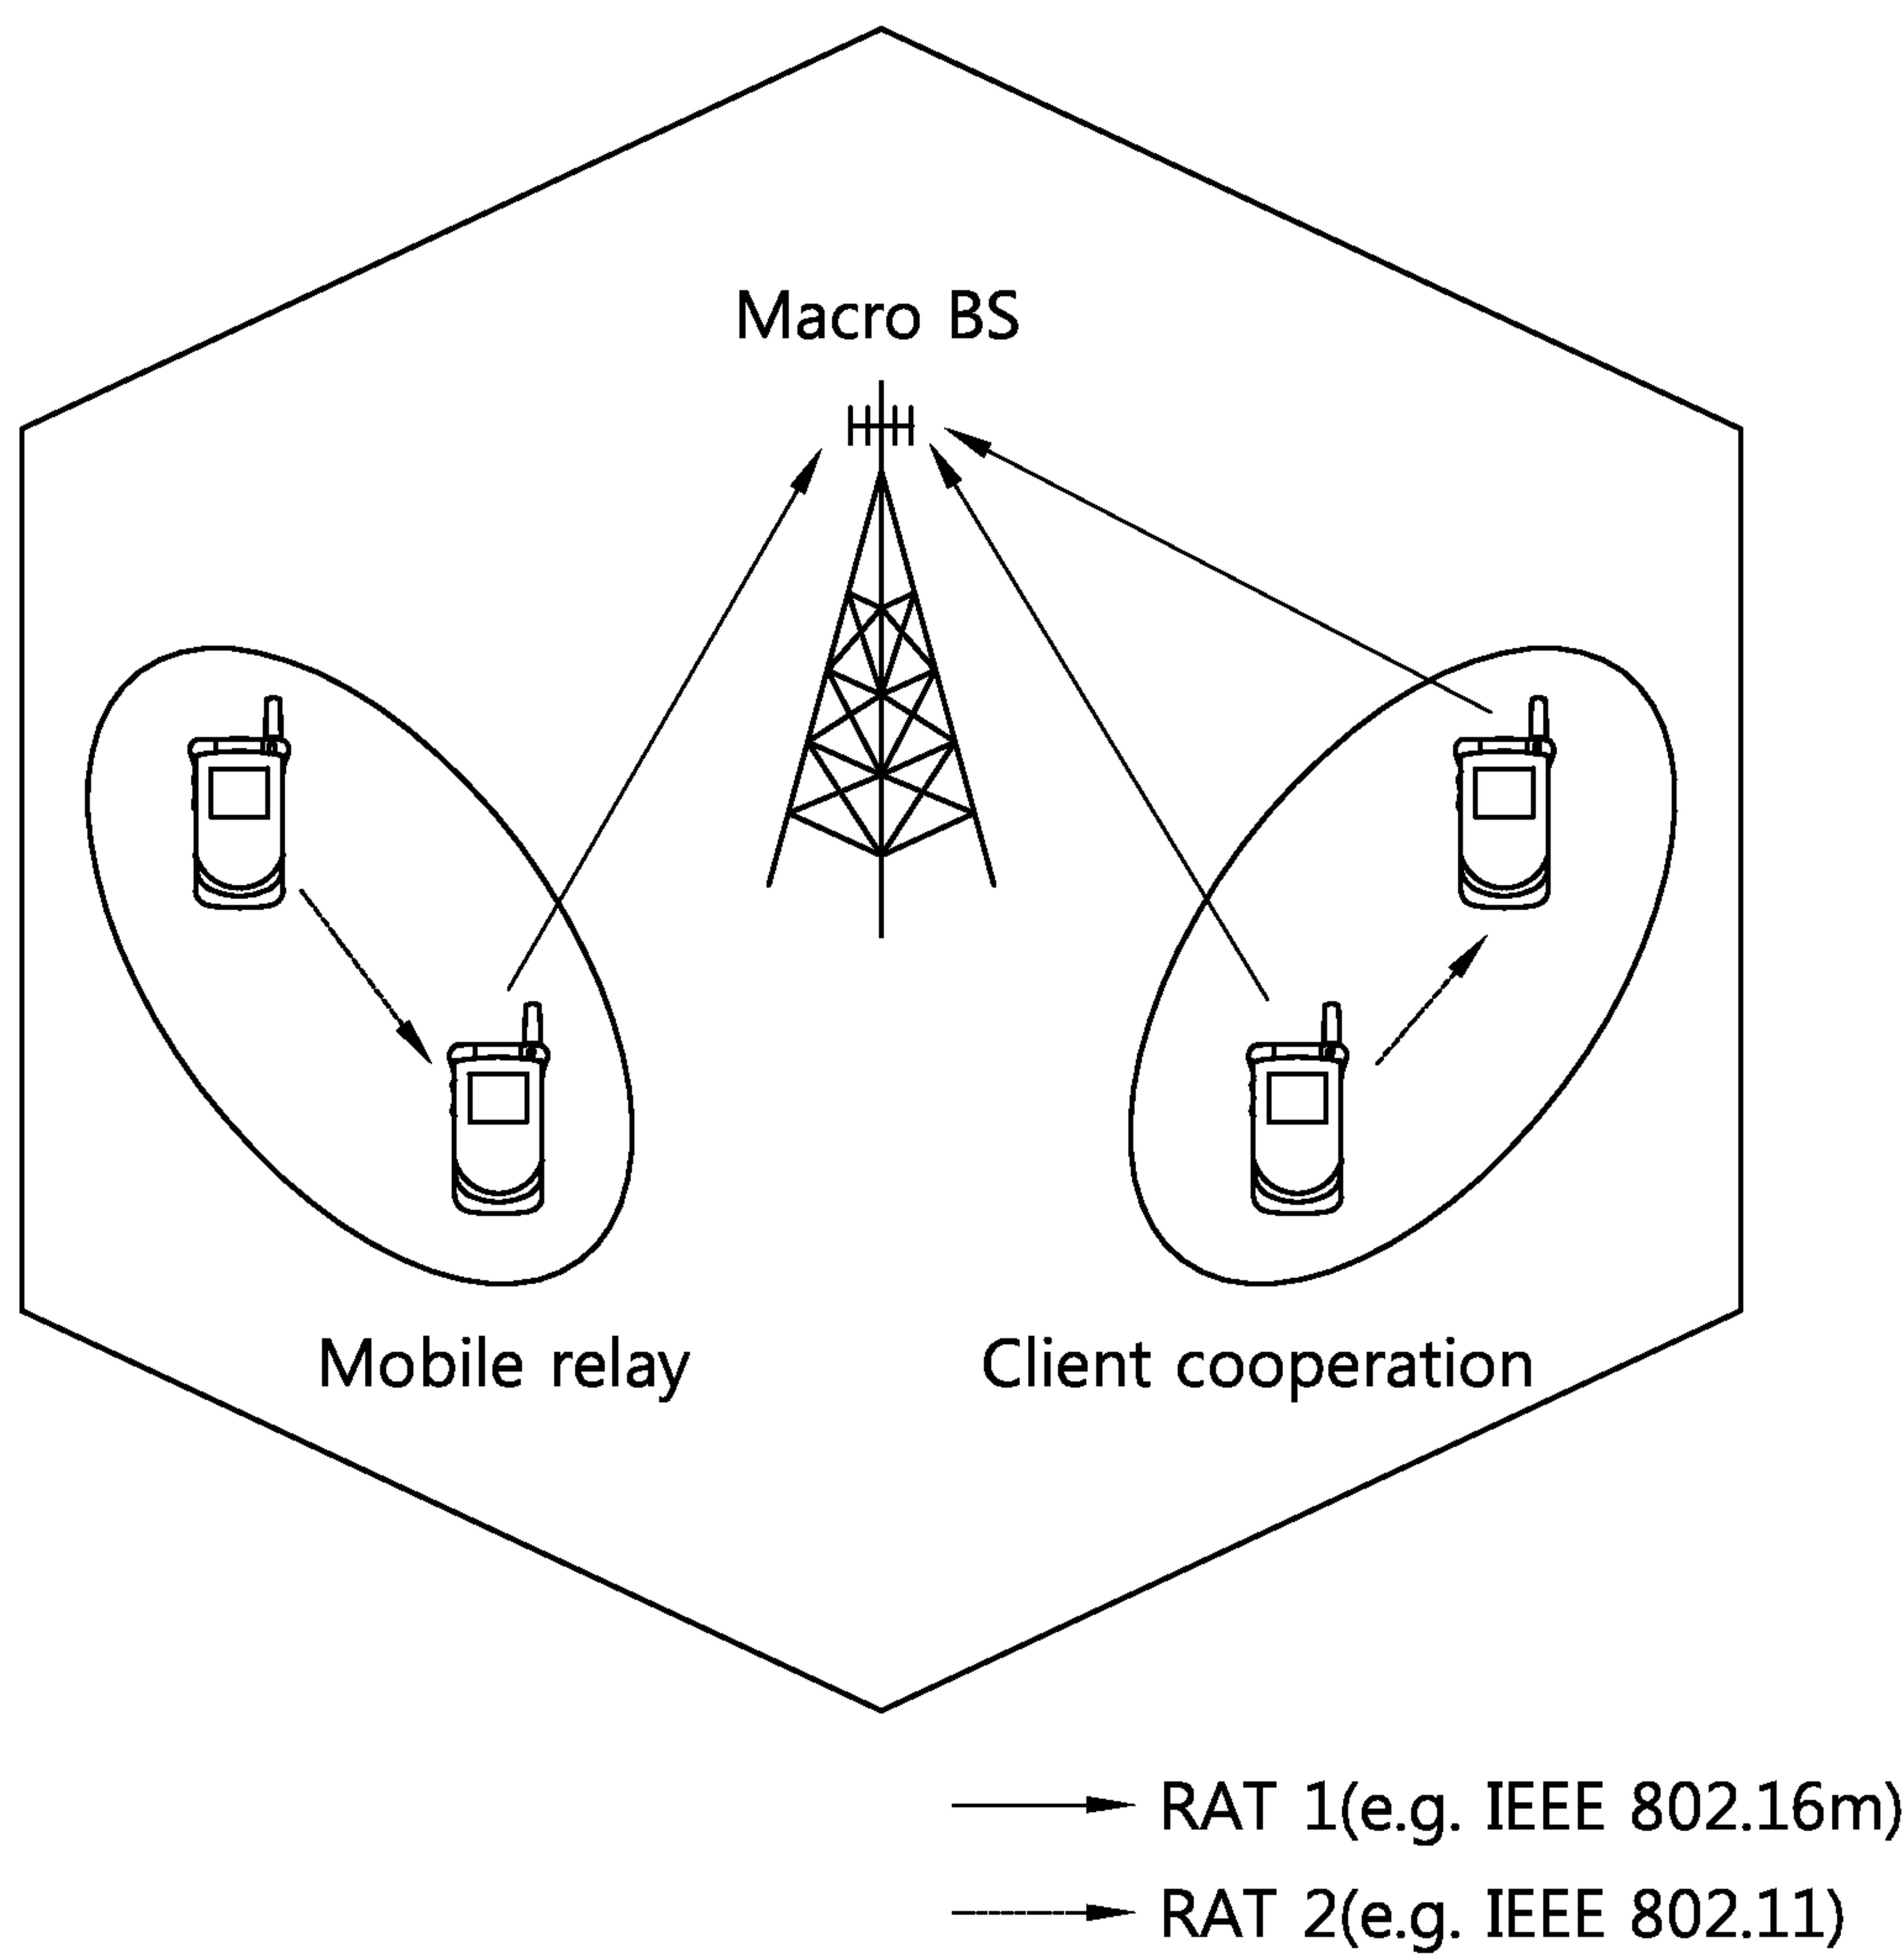 Macro BS
Mobile relay
Client cooperation
RAT 1(e.g. IEEE 802.16m)
RAT 2(e.g. IEEE 802.11)